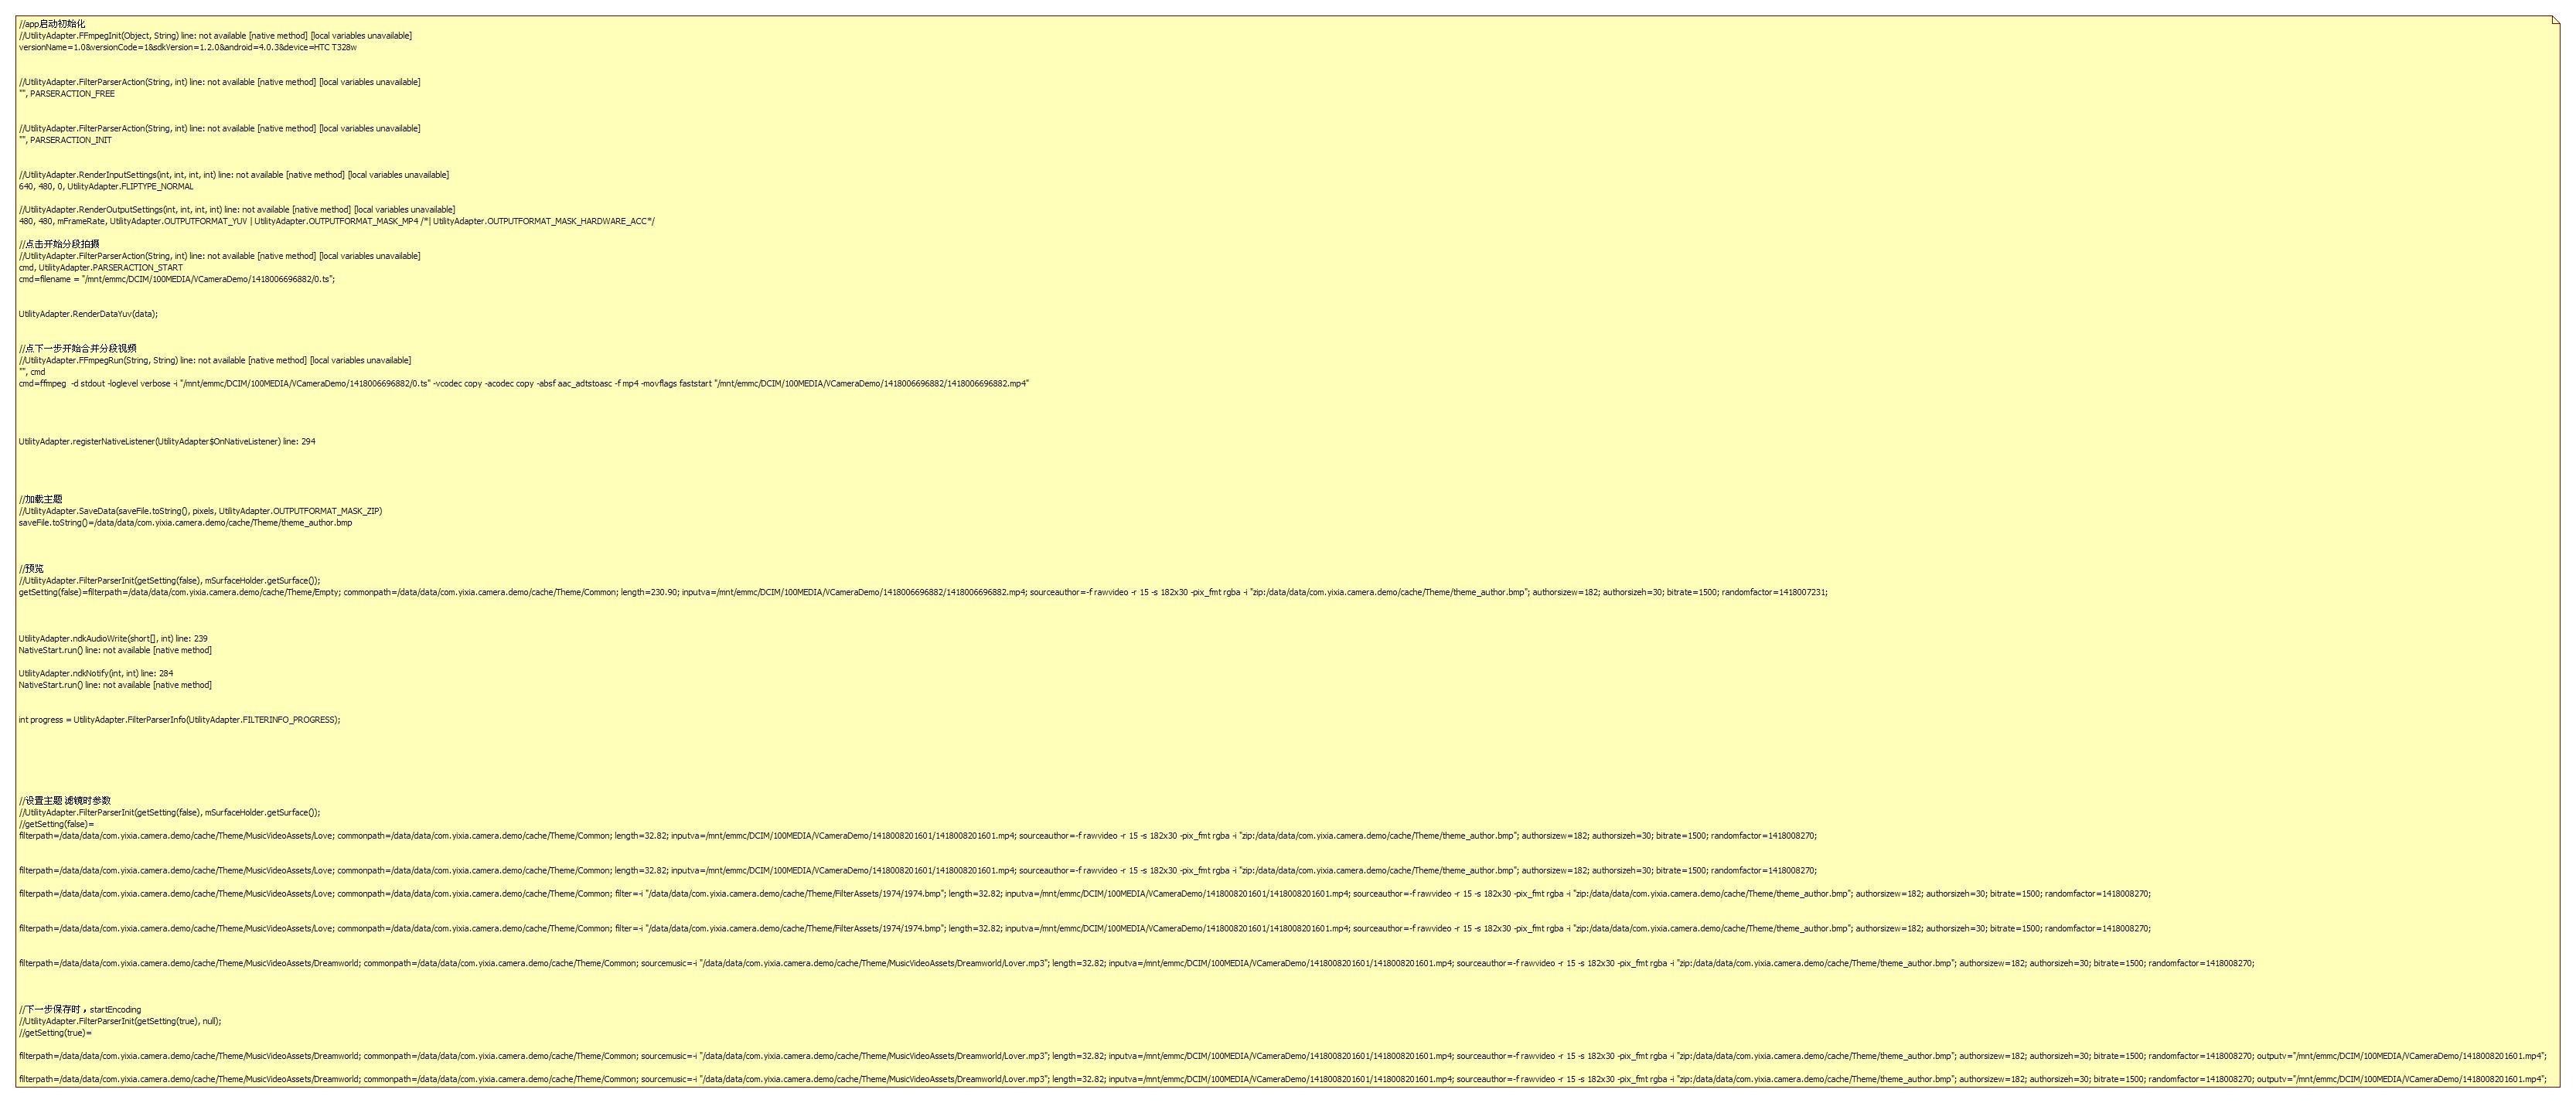 //app启动初始化
//UtilityAdapter.FFmpegInit(Object, String) line: not available [native method] [local variables unavailable]
versionName=1.0&versionCode=1&sdkVersion=1.2.0&android=4.0.3&device=HTC T328w
//UtilityAdapter.FilterParserAction(String, int) line: not available [native method] [local variables unavailable]
"", PARSERACTION_FREE
//UtilityAdapter.FilterParserAction(String, int) line: not available [native method] [local variables unavailable]
"", PARSERACTION_INIT
//UtilityAdapter.RenderInputSettings(int, int, int, int) line: not available [native method] [local variables unavailable]
640, 480, 0, UtilityAdapter.FLIPTYPE_NORMAL
//UtilityAdapter.RenderOutputSettings(int, int, int, int) line: not available [native method] [local variables unavailable]
480, 480, mFrameRate, UtilityAdapter.OUTPUTFORMAT_YUV | UtilityAdapter.OUTPUTFORMAT_MASK_MP4 /*| UtilityAdapter.OUTPUTFORMAT_MASK_HARDWARE_ACC*/
//点击开始分段拍摄
//UtilityAdapter.FilterParserAction(String, int) line: not available [native method] [local variables unavailable]
cmd, UtilityAdapter.PARSERACTION_START
cmd=filename = "/mnt/emmc/DCIM/100MEDIA/VCameraDemo/1418006696882/0.ts";
UtilityAdapter.RenderDataYuv(data);
//点下一步开始合并分段视频
//UtilityAdapter.FFmpegRun(String, String) line: not available [native method] [local variables unavailable]
"", cmd
cmd=ffmpeg  -d stdout -loglevel verbose -i "/mnt/emmc/DCIM/100MEDIA/VCameraDemo/1418006696882/0.ts" -vcodec copy -acodec copy -absf aac_adtstoasc -f mp4 -movflags faststart "/mnt/emmc/DCIM/100MEDIA/VCameraDemo/1418006696882/1418006696882.mp4"
UtilityAdapter.registerNativeListener(UtilityAdapter$OnNativeListener) line: 294
//加载主题
//UtilityAdapter.SaveData(saveFile.toString(), pixels, UtilityAdapter.OUTPUTFORMAT_MASK_ZIP)
saveFile.toString()=/data/data/com.yixia.camera.demo/cache/Theme/theme_author.bmp
//预览
//UtilityAdapter.FilterParserInit(getSetting(false), mSurfaceHolder.getSurface());
getSetting(false)=filterpath=/data/data/com.yixia.camera.demo/cache/Theme/Empty; commonpath=/data/data/com.yixia.camera.demo/cache/Theme/Common; length=230.90; inputva=/mnt/emmc/DCIM/100MEDIA/VCameraDemo/1418006696882/1418006696882.mp4; sourceauthor=-f rawvideo -r 15 -s 182x30 -pix_fmt rgba -i "zip:/data/data/com.yixia.camera.demo/cache/Theme/theme_author.bmp"; authorsizew=182; authorsizeh=30; bitrate=1500; randomfactor=1418007231;
UtilityAdapter.ndkAudioWrite(short[], int) line: 239
NativeStart.run() line: not available [native method]
UtilityAdapter.ndkNotify(int, int) line: 284
NativeStart.run() line: not available [native method]
int progress = UtilityAdapter.FilterParserInfo(UtilityAdapter.FILTERINFO_PROGRESS);
//设置主题 滤镜时参数
//UtilityAdapter.FilterParserInit(getSetting(false), mSurfaceHolder.getSurface());
//getSetting(false)=
filterpath=/data/data/com.yixia.camera.demo/cache/Theme/MusicVideoAssets/Love; commonpath=/data/data/com.yixia.camera.demo/cache/Theme/Common; length=32.82; inputva=/mnt/emmc/DCIM/100MEDIA/VCameraDemo/1418008201601/1418008201601.mp4; sourceauthor=-f rawvideo -r 15 -s 182x30 -pix_fmt rgba -i "zip:/data/data/com.yixia.camera.demo/cache/Theme/theme_author.bmp"; authorsizew=182; authorsizeh=30; bitrate=1500; randomfactor=1418008270;
filterpath=/data/data/com.yixia.camera.demo/cache/Theme/MusicVideoAssets/Love; commonpath=/data/data/com.yixia.camera.demo/cache/Theme/Common; length=32.82; inputva=/mnt/emmc/DCIM/100MEDIA/VCameraDemo/1418008201601/1418008201601.mp4; sourceauthor=-f rawvideo -r 15 -s 182x30 -pix_fmt rgba -i "zip:/data/data/com.yixia.camera.demo/cache/Theme/theme_author.bmp"; authorsizew=182; authorsizeh=30; bitrate=1500; randomfactor=1418008270;
filterpath=/data/data/com.yixia.camera.demo/cache/Theme/MusicVideoAssets/Love; commonpath=/data/data/com.yixia.camera.demo/cache/Theme/Common; filter=-i "/data/data/com.yixia.camera.demo/cache/Theme/FilterAssets/1974/1974.bmp"; length=32.82; inputva=/mnt/emmc/DCIM/100MEDIA/VCameraDemo/1418008201601/1418008201601.mp4; sourceauthor=-f rawvideo -r 15 -s 182x30 -pix_fmt rgba -i "zip:/data/data/com.yixia.camera.demo/cache/Theme/theme_author.bmp"; authorsizew=182; authorsizeh=30; bitrate=1500; randomfactor=1418008270;
filterpath=/data/data/com.yixia.camera.demo/cache/Theme/MusicVideoAssets/Love; commonpath=/data/data/com.yixia.camera.demo/cache/Theme/Common; filter=-i "/data/data/com.yixia.camera.demo/cache/Theme/FilterAssets/1974/1974.bmp"; length=32.82; inputva=/mnt/emmc/DCIM/100MEDIA/VCameraDemo/1418008201601/1418008201601.mp4; sourceauthor=-f rawvideo -r 15 -s 182x30 -pix_fmt rgba -i "zip:/data/data/com.yixia.camera.demo/cache/Theme/theme_author.bmp"; authorsizew=182; authorsizeh=30; bitrate=1500; randomfactor=1418008270;
filterpath=/data/data/com.yixia.camera.demo/cache/Theme/MusicVideoAssets/Dreamworld; commonpath=/data/data/com.yixia.camera.demo/cache/Theme/Common; sourcemusic=-i "/data/data/com.yixia.camera.demo/cache/Theme/MusicVideoAssets/Dreamworld/Lover.mp3"; length=32.82; inputva=/mnt/emmc/DCIM/100MEDIA/VCameraDemo/1418008201601/1418008201601.mp4; sourceauthor=-f rawvideo -r 15 -s 182x30 -pix_fmt rgba -i "zip:/data/data/com.yixia.camera.demo/cache/Theme/theme_author.bmp"; authorsizew=182; authorsizeh=30; bitrate=1500; randomfactor=1418008270;
//下一步保存时，startEncoding
//UtilityAdapter.FilterParserInit(getSetting(true), null);
//getSetting(true)=
filterpath=/data/data/com.yixia.camera.demo/cache/Theme/MusicVideoAssets/Dreamworld; commonpath=/data/data/com.yixia.camera.demo/cache/Theme/Common; sourcemusic=-i "/data/data/com.yixia.camera.demo/cache/Theme/MusicVideoAssets/Dreamworld/Lover.mp3"; length=32.82; inputva=/mnt/emmc/DCIM/100MEDIA/VCameraDemo/1418008201601/1418008201601.mp4; sourceauthor=-f rawvideo -r 15 -s 182x30 -pix_fmt rgba -i "zip:/data/data/com.yixia.camera.demo/cache/Theme/theme_author.bmp"; authorsizew=182; authorsizeh=30; bitrate=1500; randomfactor=1418008270; outputv="/mnt/emmc/DCIM/100MEDIA/VCameraDemo/1418008201601.mp4";
filterpath=/data/data/com.yixia.camera.demo/cache/Theme/MusicVideoAssets/Dreamworld; commonpath=/data/data/com.yixia.camera.demo/cache/Theme/Common; sourcemusic=-i "/data/data/com.yixia.camera.demo/cache/Theme/MusicVideoAssets/Dreamworld/Lover.mp3"; length=32.82; inputva=/mnt/emmc/DCIM/100MEDIA/VCameraDemo/1418008201601/1418008201601.mp4; sourceauthor=-f rawvideo -r 15 -s 182x30 -pix_fmt rgba -i "zip:/data/data/com.yixia.camera.demo/cache/Theme/theme_author.bmp"; authorsizew=182; authorsizeh=30; bitrate=1500; randomfactor=1418008270; outputv="/mnt/emmc/DCIM/100MEDIA/VCameraDemo/1418008201601.mp4";